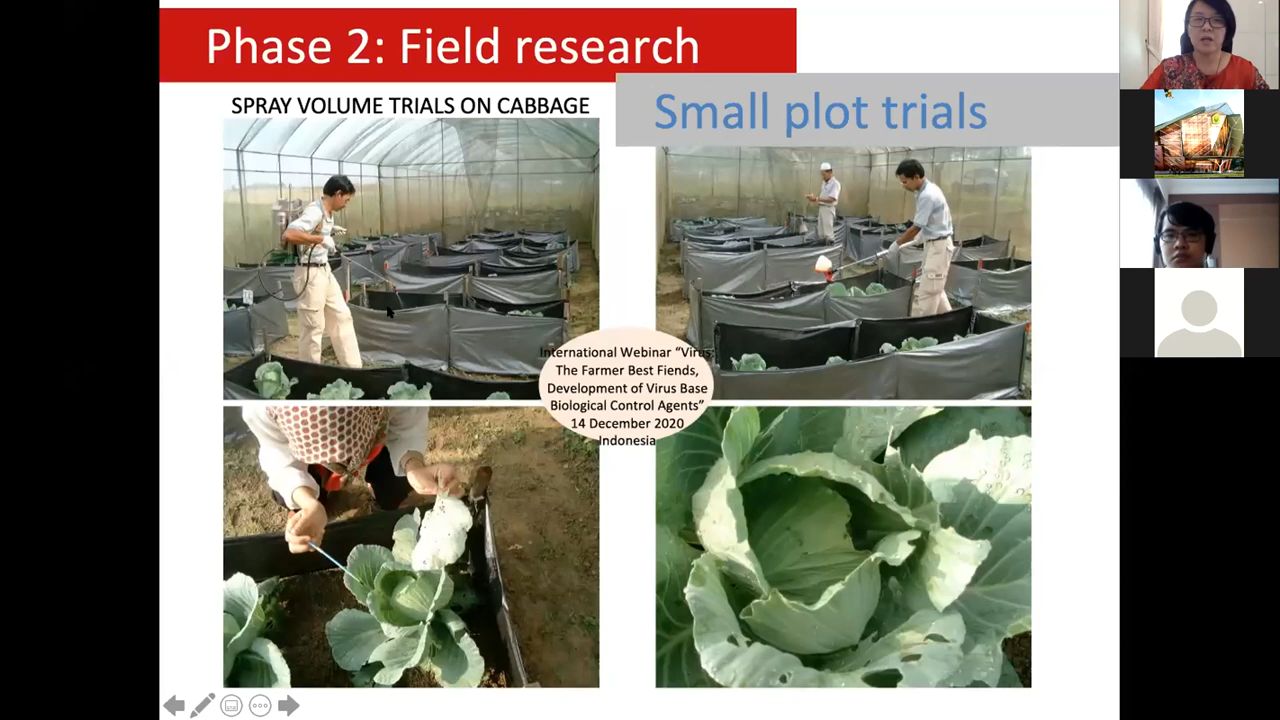 Phase 2: Field research
SPRAY VOLUME TRIALS ON CABBAGE
Small plot trials
International Webinar “Virus:
The Farmer Best Fiends,
Development of Virus Base
Biological Control Agents”
14 December 2020
Indonesia